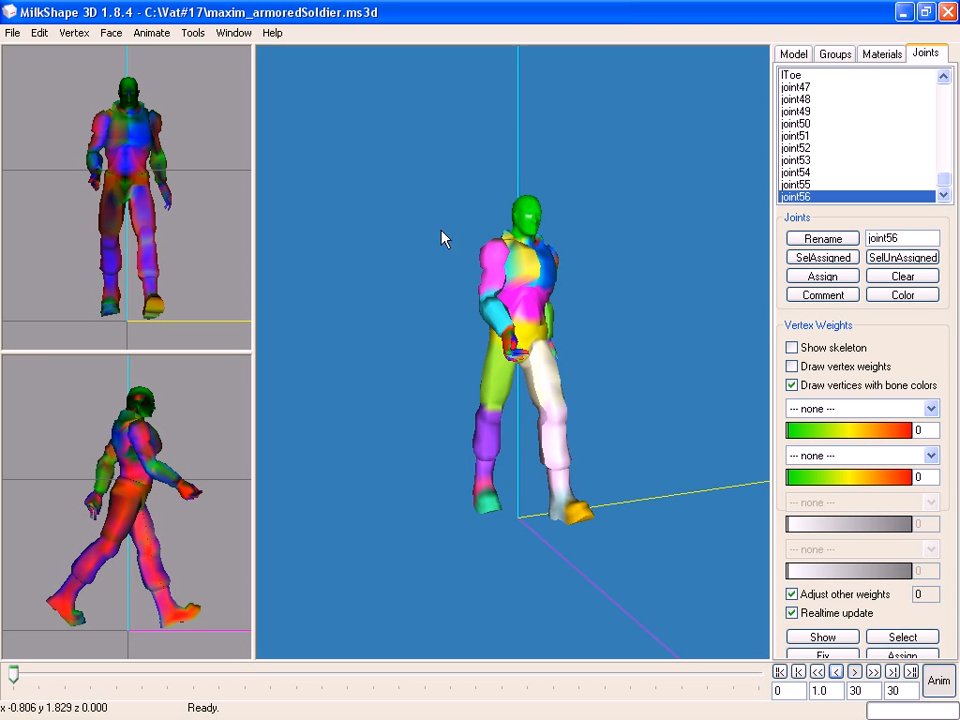 MilkShape 3D 1.8.4 - C:\Vat#17\maxim_armoredSoldier.ms3d
File Edit Vertex Face Animate Tools Window Help
Model Groups Materials Joints
lToe
joint47
joint48
joint49
joint50
joint51
joint52
joint53
joint54
joint55
joint56
Joints
Rename joint56
SelAssigned SelUnAssigned
Assign Clear
Comment Color
Vertex Weights
Show skeleton
Draw vertex weights
Draw vertices with bone colors
--- none ---
0
--- none ---
0
--- none ---
0
--- none ---
0
Adjust other weights 0
Realtime update
Show Select
Fix Assign
0 1.0 30 30 Anim
x -0.806 y 1.829 z 0.000 Ready.